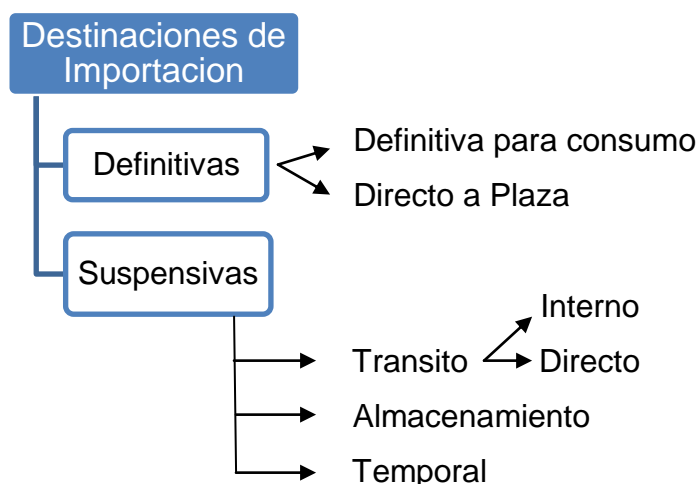 Destinaciones de
Importacion
Definitivas
Definitiva para consumo
Directo a Plaza
Suspensivas
Interno
Transito
Directo
Almacenamiento
Temporal